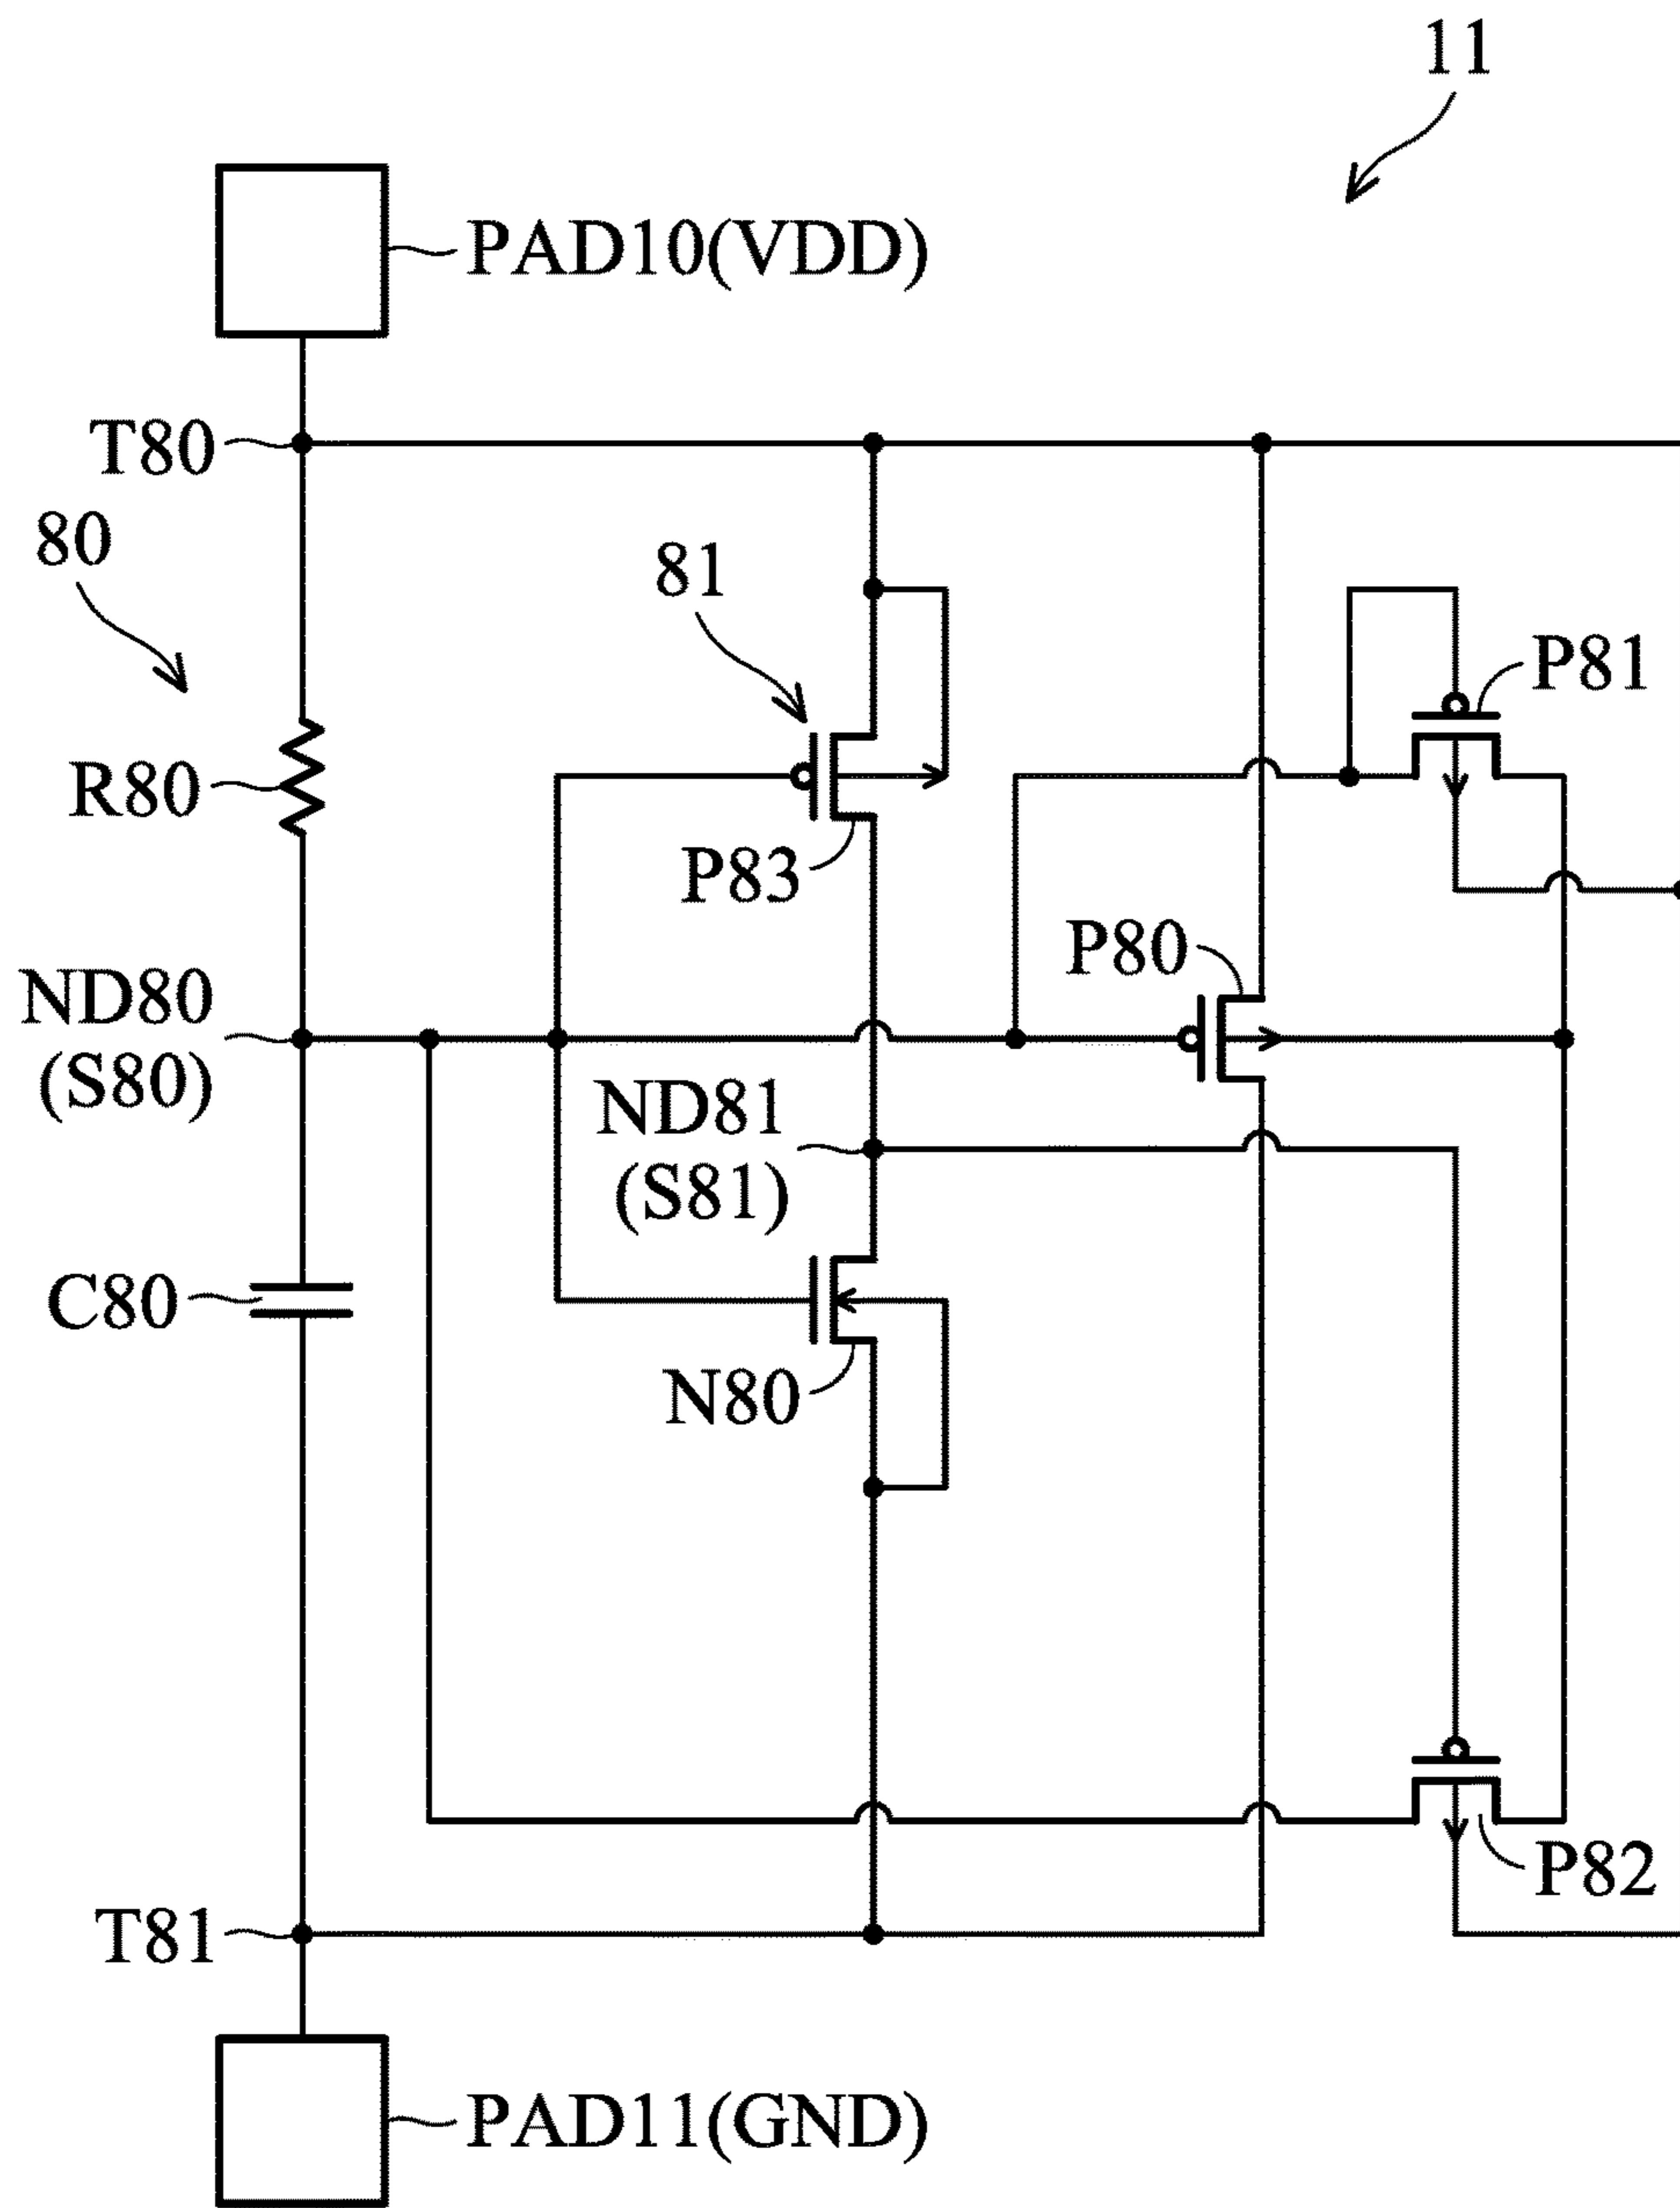 11
PAD10(VDD)
T80
80
81
P81
R80
P83
P80
ND80
(S80)
ND81
(S81)
C80
N80
P82
T81
PAD11(GND)